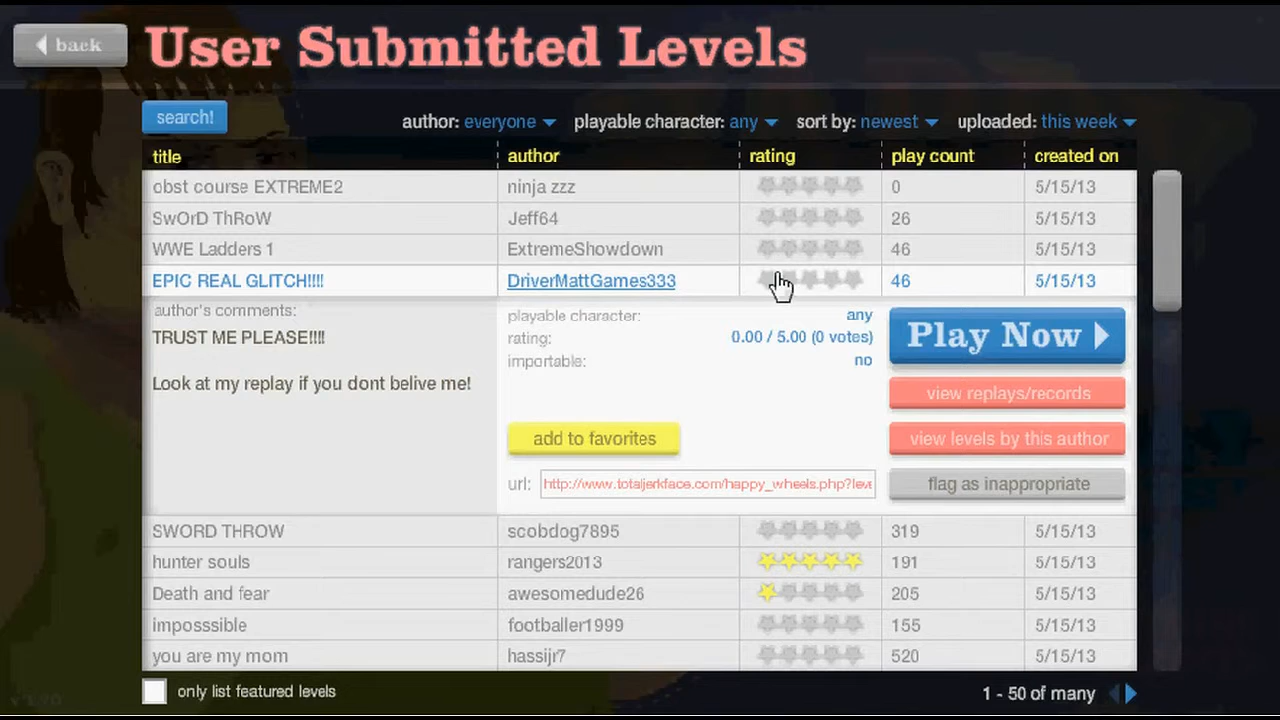 back
User Submitted Levels
search!
author: everyone playable character: any sort by: newest uploaded: this week
title author rating play count created on
obst course EXTREME2 ninja zzz 0 5/15/13
SwOrD ThRoW Jeff64 26 5/15/13
WWE Ladders 1 ExtremeShowdown 46 5/15/13
EPIC REAL GLITCH!!!! DriverMattGames333 46 5/15/13
author's comments:
TRUST ME PLEASE!!!!
Look at my replay if you dont belive me!
playable character: any
rating: 0.00 / 5.00 (0 votes)
importable: no
add to favorites
url: http://www.totaljerkface.com/happy_wheels.php?leve
Play Now
view replays/records
view levels by this author
flag as inappropriate
SWORD THROW scobdog7895 319 5/15/13
hunter souls rangers2013 191 5/15/13
Death and fear awesomedude26 205 5/15/13
imposssible footballer1999 155 5/15/13
you are my mom hassijr7 520 5/15/13
only list featured levels
1 - 50 of many